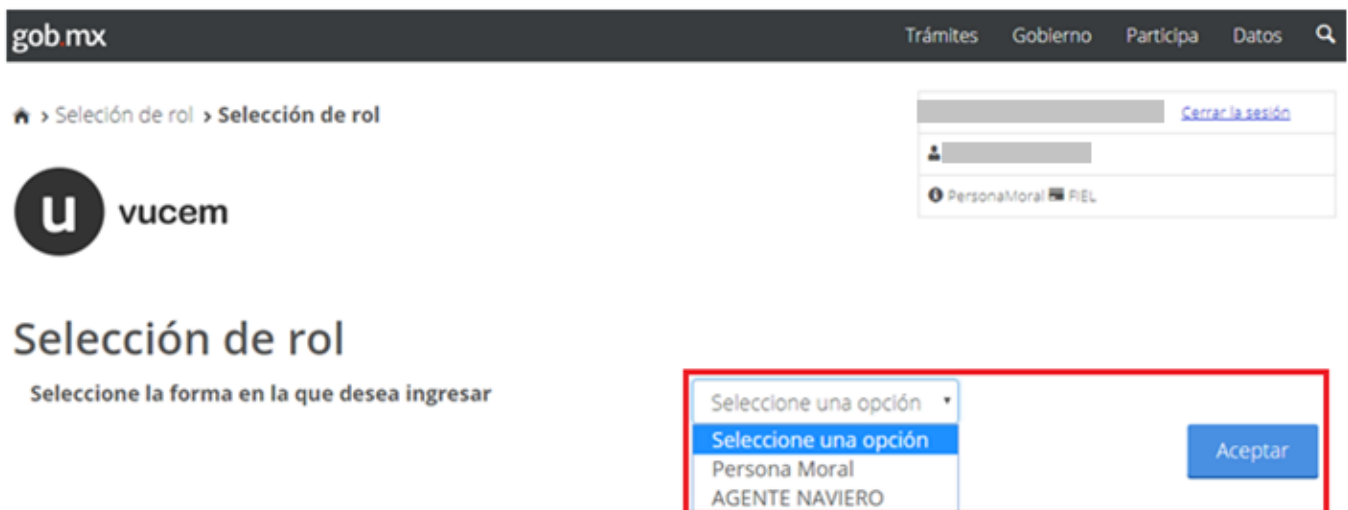 gob.mx
Trámites Gobierno Participa Datos
> Seleción de rol > Selección de rol
Cerrar la sesión
PersonaMoral FIEL
u vucem
Selección de rol
Seleccione la forma en la que desea ingresar
Seleccione una opción
Seleccione una opción
Persona Moral
AGENTE NAVIERO
Aceptar